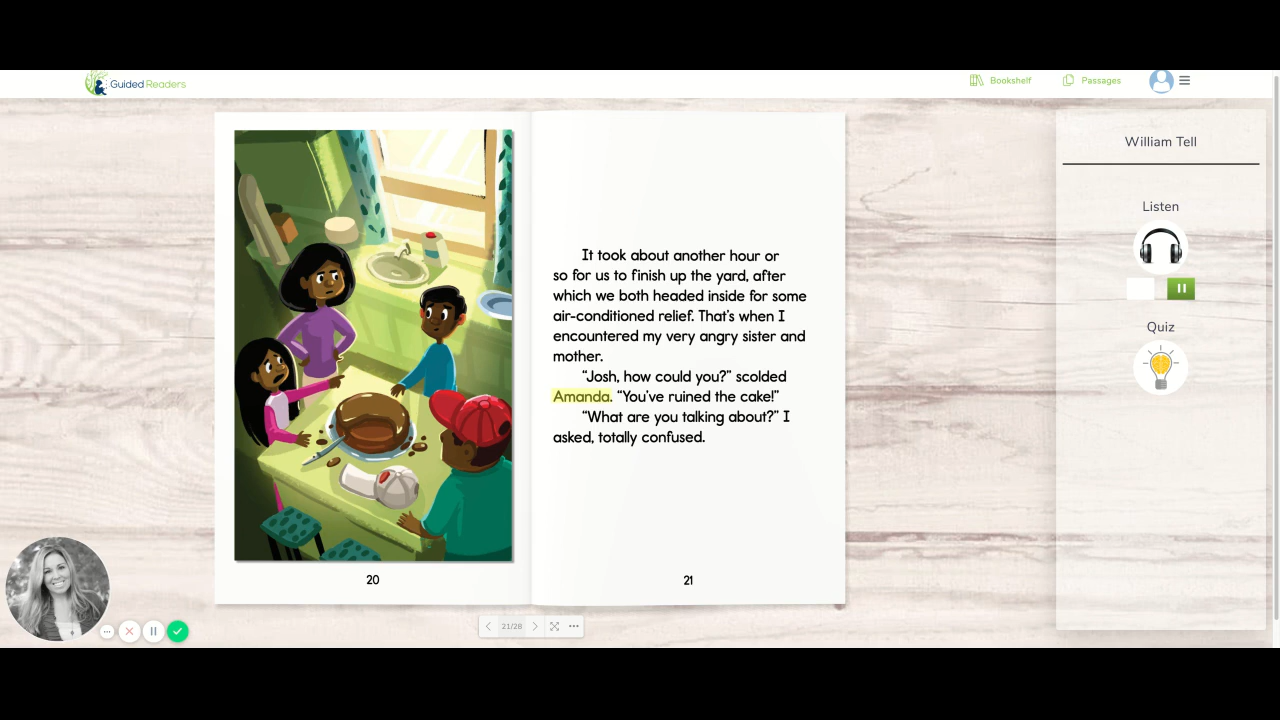 Guided Readers
Bookshelf
Passages
It took about another hour or
so for us to finish up the yard, after
which we both headed inside for some
air-conditioned relief. That's when I
encountered my very angry sister and
mother.
“Josh, how could you?” scolded
Amanda. “You've ruined the cake!”
“What are you talking about?” I
asked, totally confused.
20
21
21/28
William Tell
Listen
Quiz